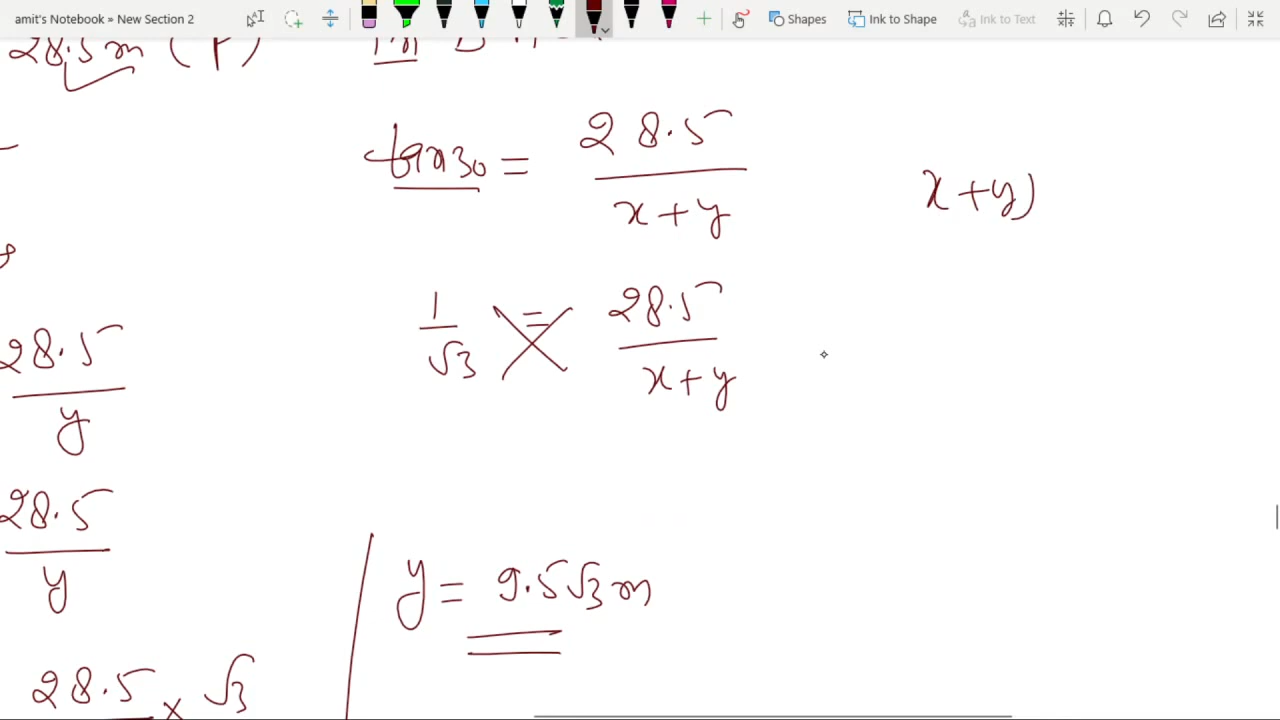 amit's Notebook » New Section 2
Shapes
Ink to Shape
Ink to Text
28.5m (P)
tan30 = 28.5 / x+y
x+y)
1/√3 = 28.5 / x+y
28.5 / y
28.5 / y
y = 9.5√3 m
28.5 × √3